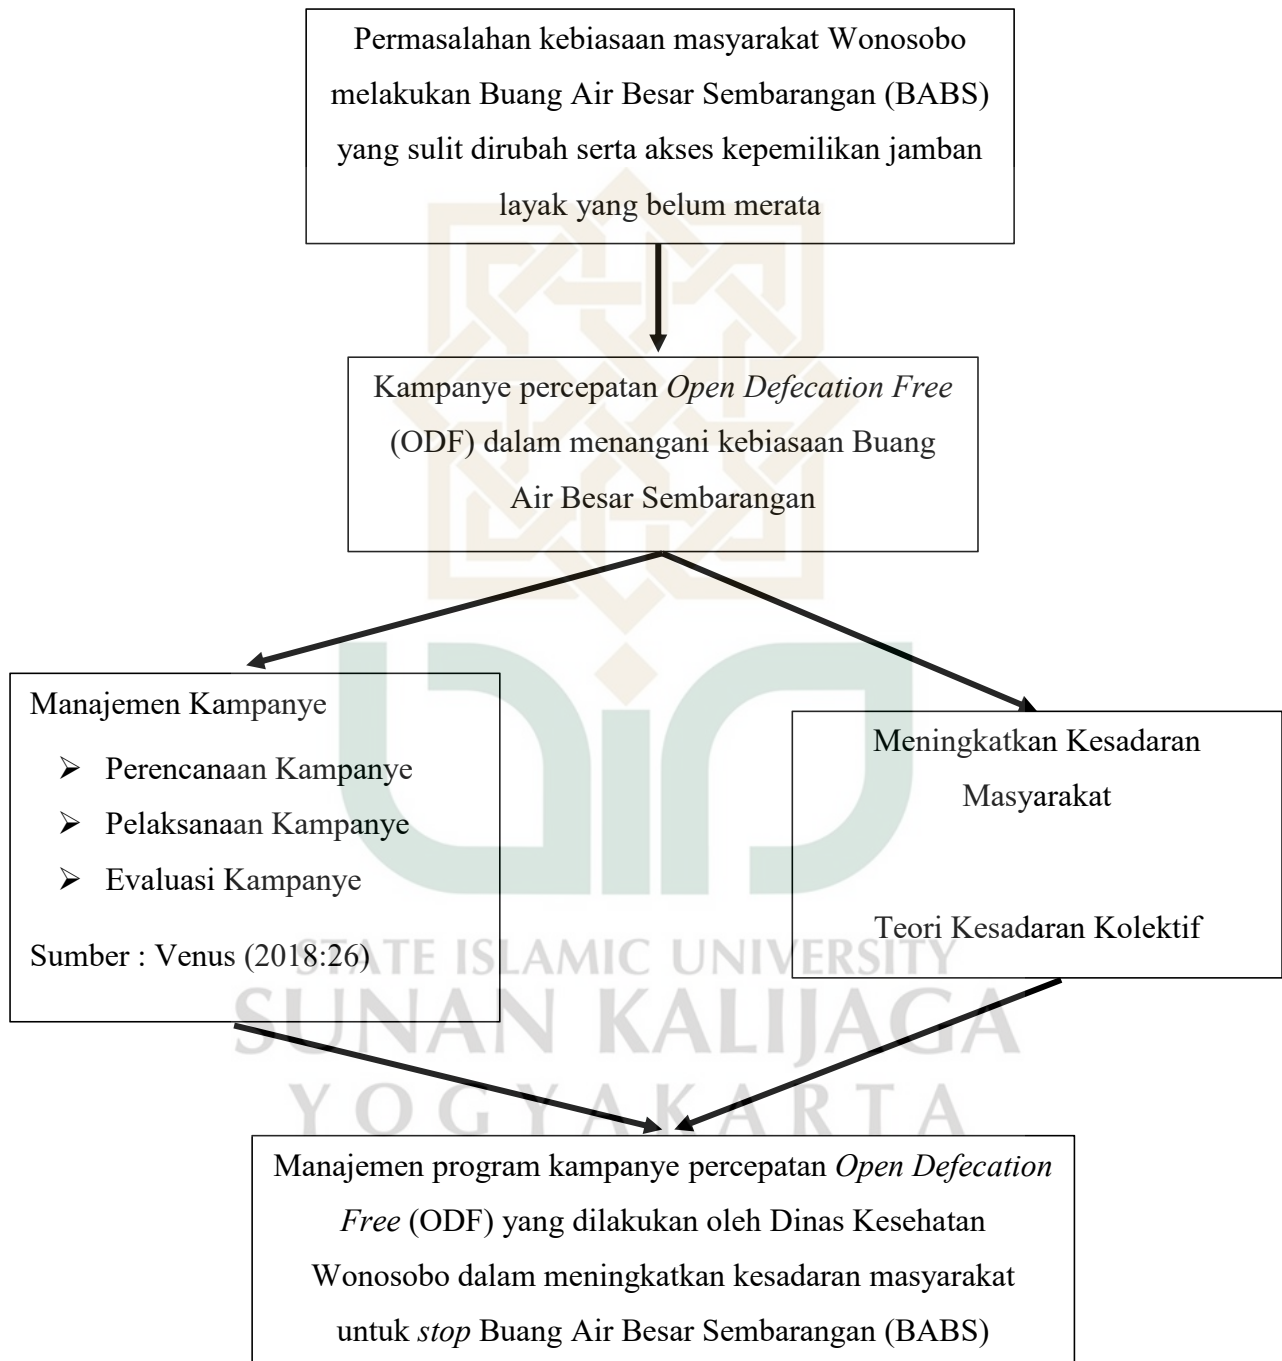 Permasalahan kebiasaan masyarakat Wonosobo
melakukan Buang Air Besar Sembarangan (BABS)
yang sulit dirubah serta akses kepemilikan jamban
layak yang belum merata
Kampanye percepatan Open Defecation Free
(ODF) dalam menangani kebiasaan Buang
Air Besar Sembarangan
Manajemen Kampanye
➢ Perencanaan Kampanye
➢ Pelaksanaan Kampanye
➢ Evaluasi Kampanye
Sumber : Venus (2018:26)
Meningkatkan Kesadaran
Masyarakat
Teori Kesadaran Kolektif
STATE ISLAMIC UNIVERSITY
SUNAN KALIJAGA
YOGYAKARTA
Manajemen program kampanye percepatan Open Defecation
Free (ODF) yang dilakukan oleh Dinas Kesehatan
Wonosobo dalam meningkatkan kesadaran masyarakat
untuk stop Buang Air Besar Sembarangan (BABS)